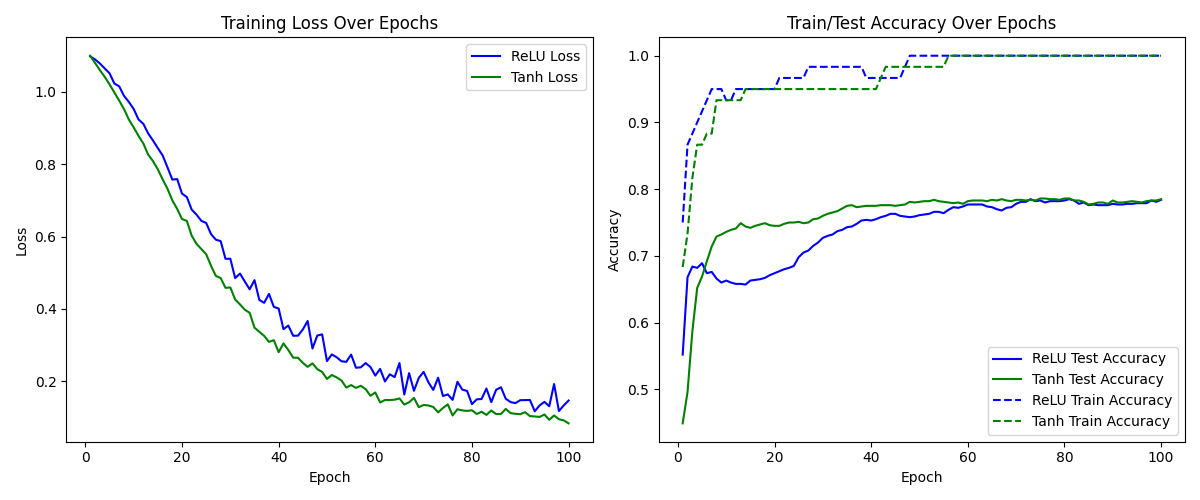 Training Loss Over Epochs
Loss
1.0
0.8
0.6
0.4
0.2
0 20 40 60 80 100
Epoch
ReLU Loss
Tanh Loss
Train/Test Accuracy Over Epochs
Accuracy
1.0
0.9
0.8
0.7
0.6
0.5
0 20 40 60 80 100
Epoch
ReLU Test Accuracy
Tanh Test Accuracy
ReLU Train Accuracy
Tanh Train Accuracy